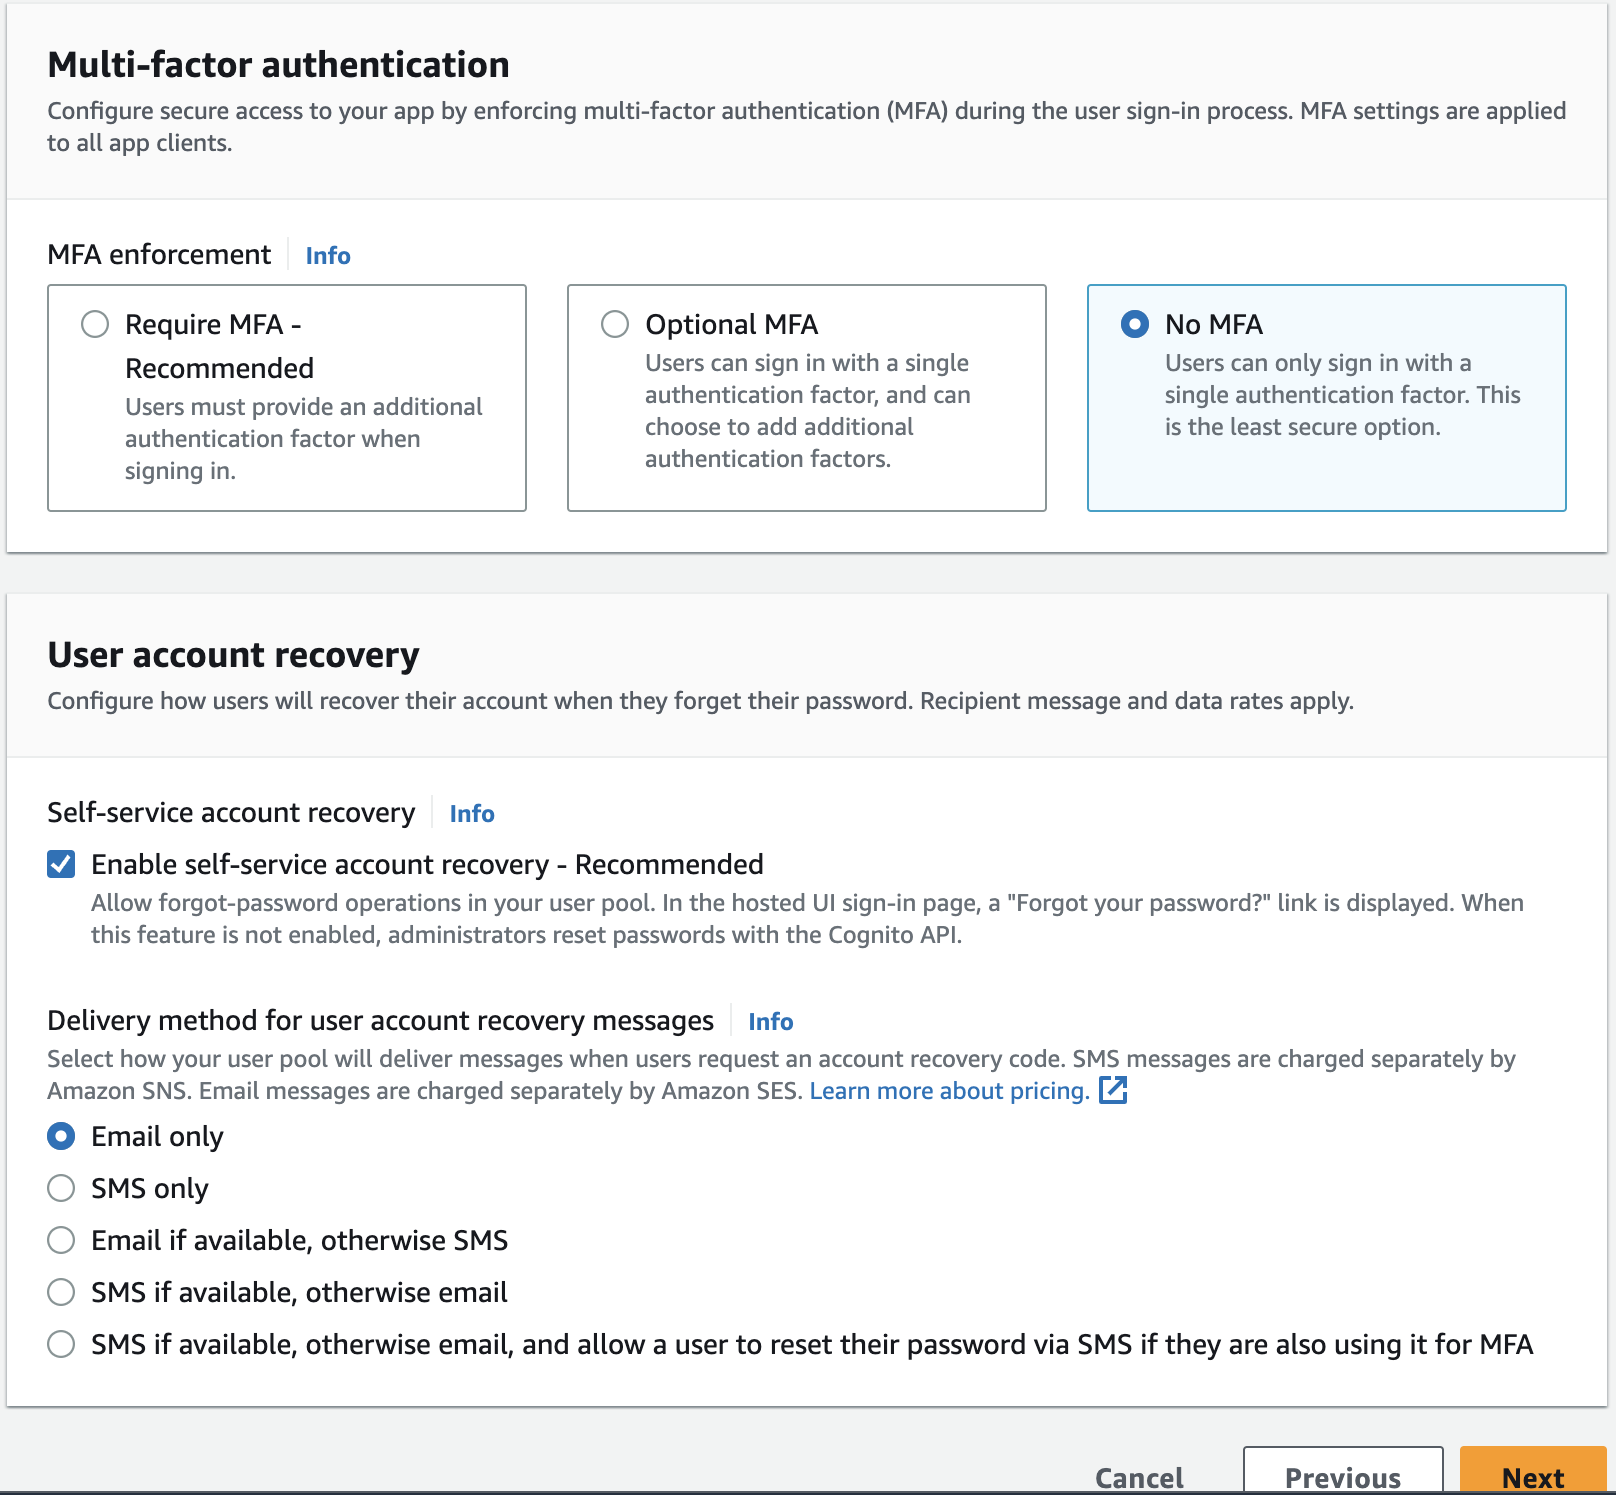 Multi-factor authentication
Configure secure access to your app by enforcing multi-factor authentication (MFA) during the user sign-in process. MFA settings are applied
to all app clients.
MFA enforcement Info
Require MFA -
Recommended
Users must provide an additional
authentication factor when
signing in.
Optional MFA
Users can sign in with a single
authentication factor, and can
choose to add additional
authentication factors.
No MFA
Users can only sign in with a
single authentication factor. This
is the least secure option.
User account recovery
Configure how users will recover their account when they forget their password. Recipient message and data rates apply.
Self-service account recovery Info
Enable self-service account recovery - Recommended
Allow forgot-password operations in your user pool. In the hosted UI sign-in page, a "Forgot your password?" link is displayed. When
this feature is not enabled, administrators reset passwords with the Cognito API.
Delivery method for user account recovery messages Info
Select how your user pool will deliver messages when users request an account recovery code. SMS messages are charged separately by
Amazon SNS. Email messages are charged separately by Amazon SES. Learn more about pricing.
Email only
SMS only
Email if available, otherwise SMS
SMS if available, otherwise email
SMS if available, otherwise email, and allow a user to reset their password via SMS if they are also using it for MFA
Cancel Previous Next